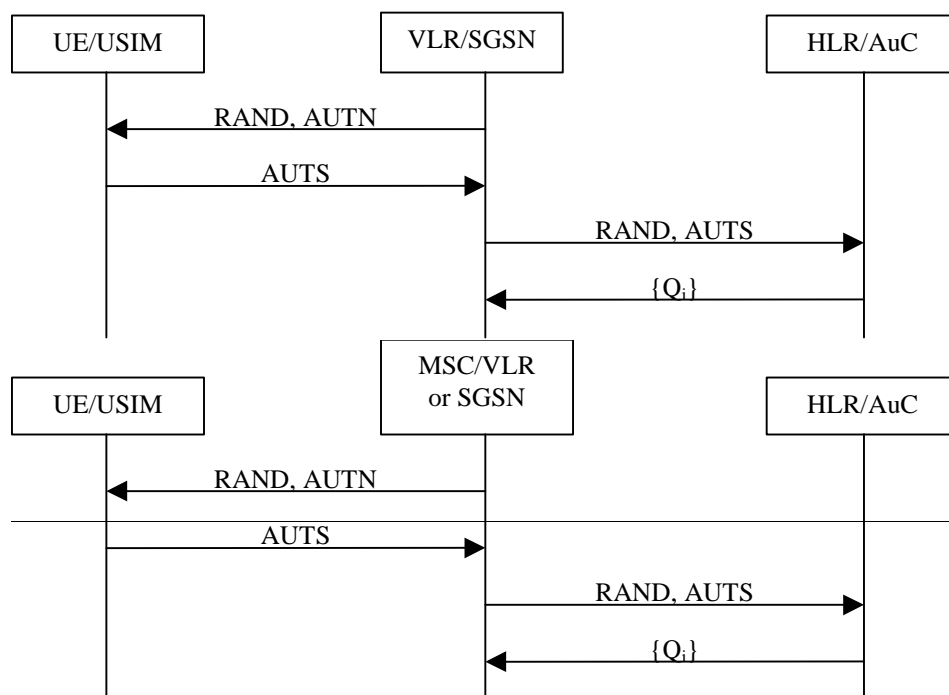 UE/USIM VLR/SGSN HLR/AuC
RAND, AUTN
AUTS
RAND, AUTS
{Qᵢ}
MSC/VLR
or SGSN
UE/USIM HLR/AuC
RAND, AUTN
AUTS
RAND, AUTS
{Qᵢ}